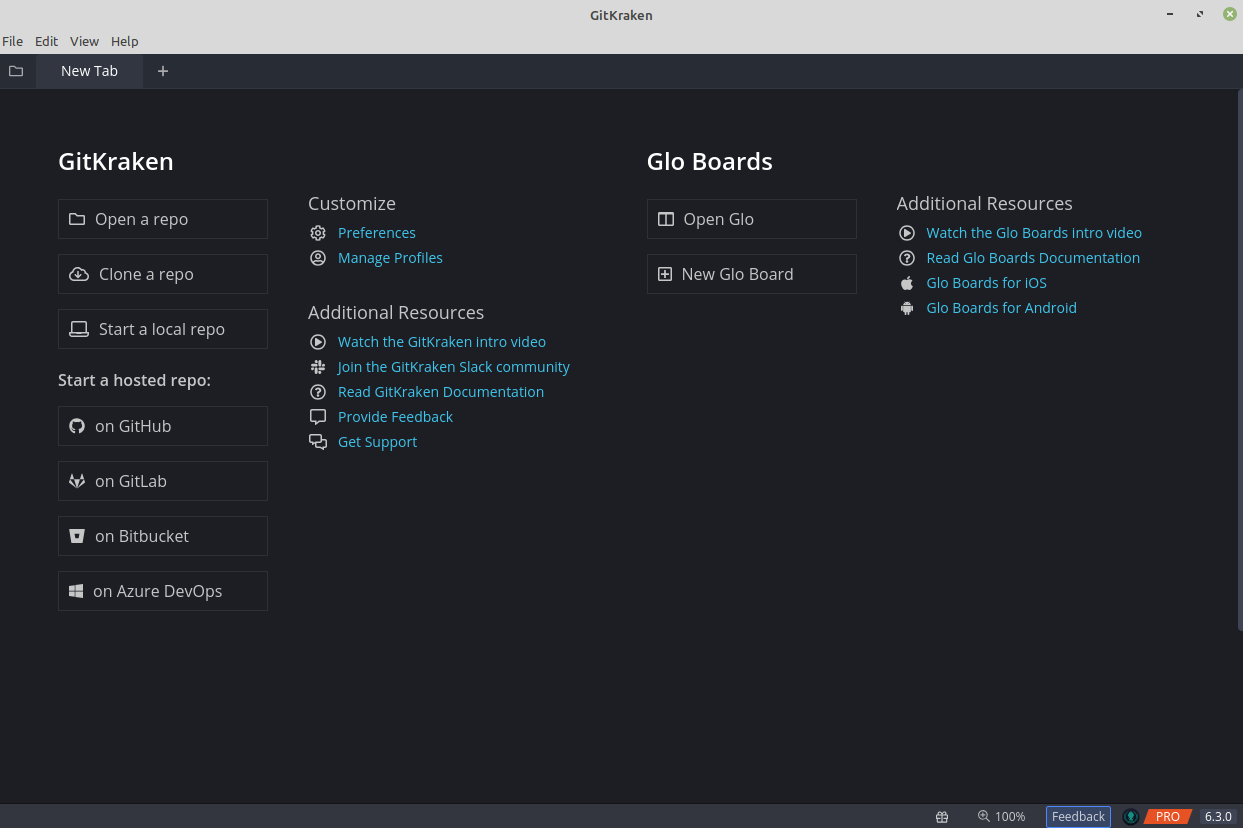 GitKraken
File Edit View Help
New Tab
GitKraken
Open a repo
Clone a repo
Start a local repo
Start a hosted repo:
on GitHub
on GitLab
on Bitbucket
on Azure DevOps
Customize
Preferences
Manage Profiles
Additional Resources
Watch the GitKraken intro video
Join the GitKraken Slack community
Read GitKraken Documentation
Provide Feedback
Get Support
Glo Boards
Open Glo
New Glo Board
Additional Resources
Watch the Glo Boards intro video
Read Glo Boards Documentation
Glo Boards for iOS
Glo Boards for Android
100% Feedback PRO 6.3.0